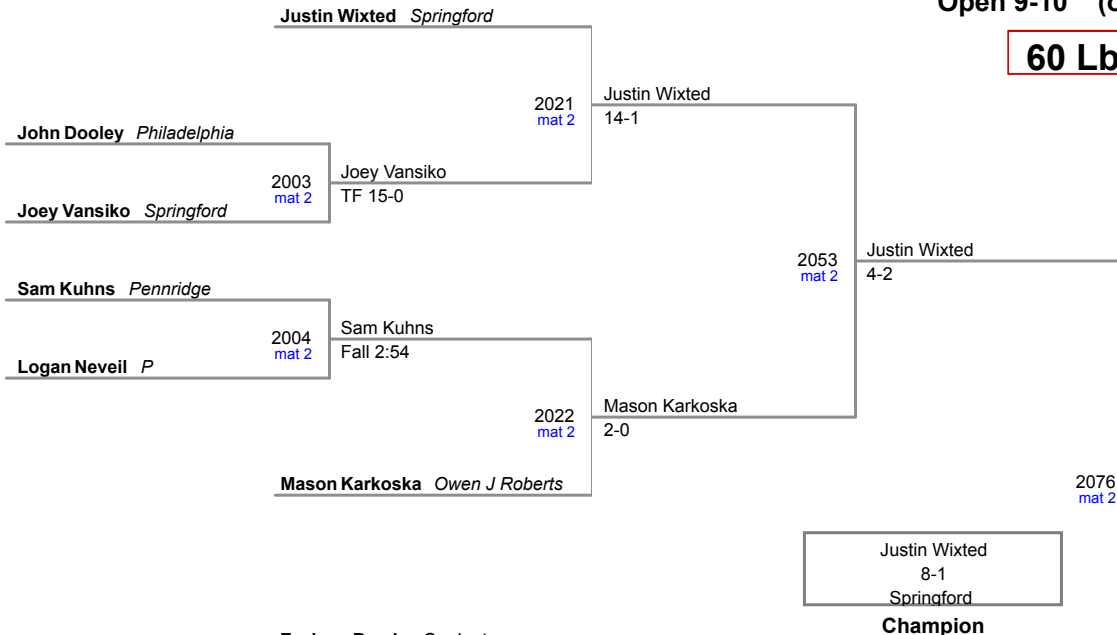 Open 9-10
60 Lb
Justin Wixted Springford
2021
mat 2
Justin Wixted
14-1
John Dooley Philadelphia
2003
mat 2
Joey Vansiko
TF 15-0
Joey Vansiko Springford
2053
mat 2
Justin Wixted
4-2
Sam Kuhns Pennridge
2004
mat 2
Sam Kuhns
Fall 2:54
Logan Neveil P
2022
mat 2
Mason Karkoska
2-0
Mason Karkoska Owen J Roberts
2076
mat 2
Justin Wixted
8-1
Springford
Champion